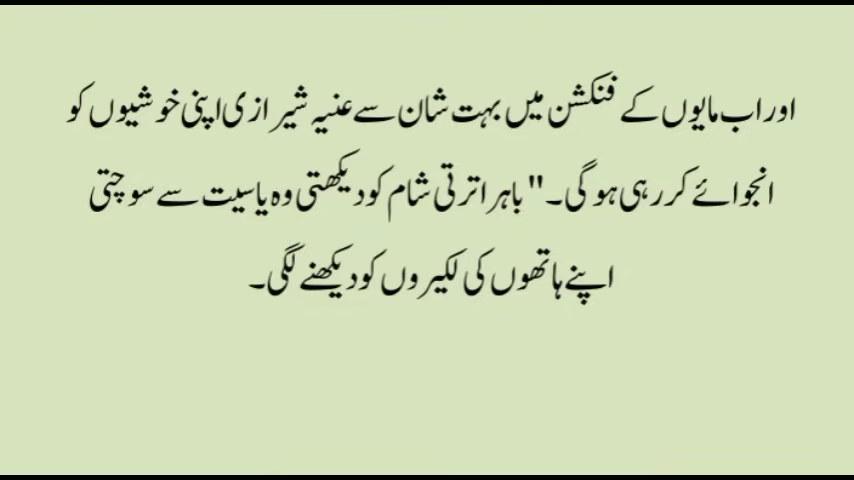 اور اب مایوں کے فنکشن میں بہت شان سے عنیہ شیرازی اپنی خوشیوں کو
انجوائے کر رہی ہو گی۔" باہر اترتی شام کو دیکھتی وہ یاسیت سے سوچتی
اپنے ہاتھوں کی لکیروں کو دیکھنے لگی۔